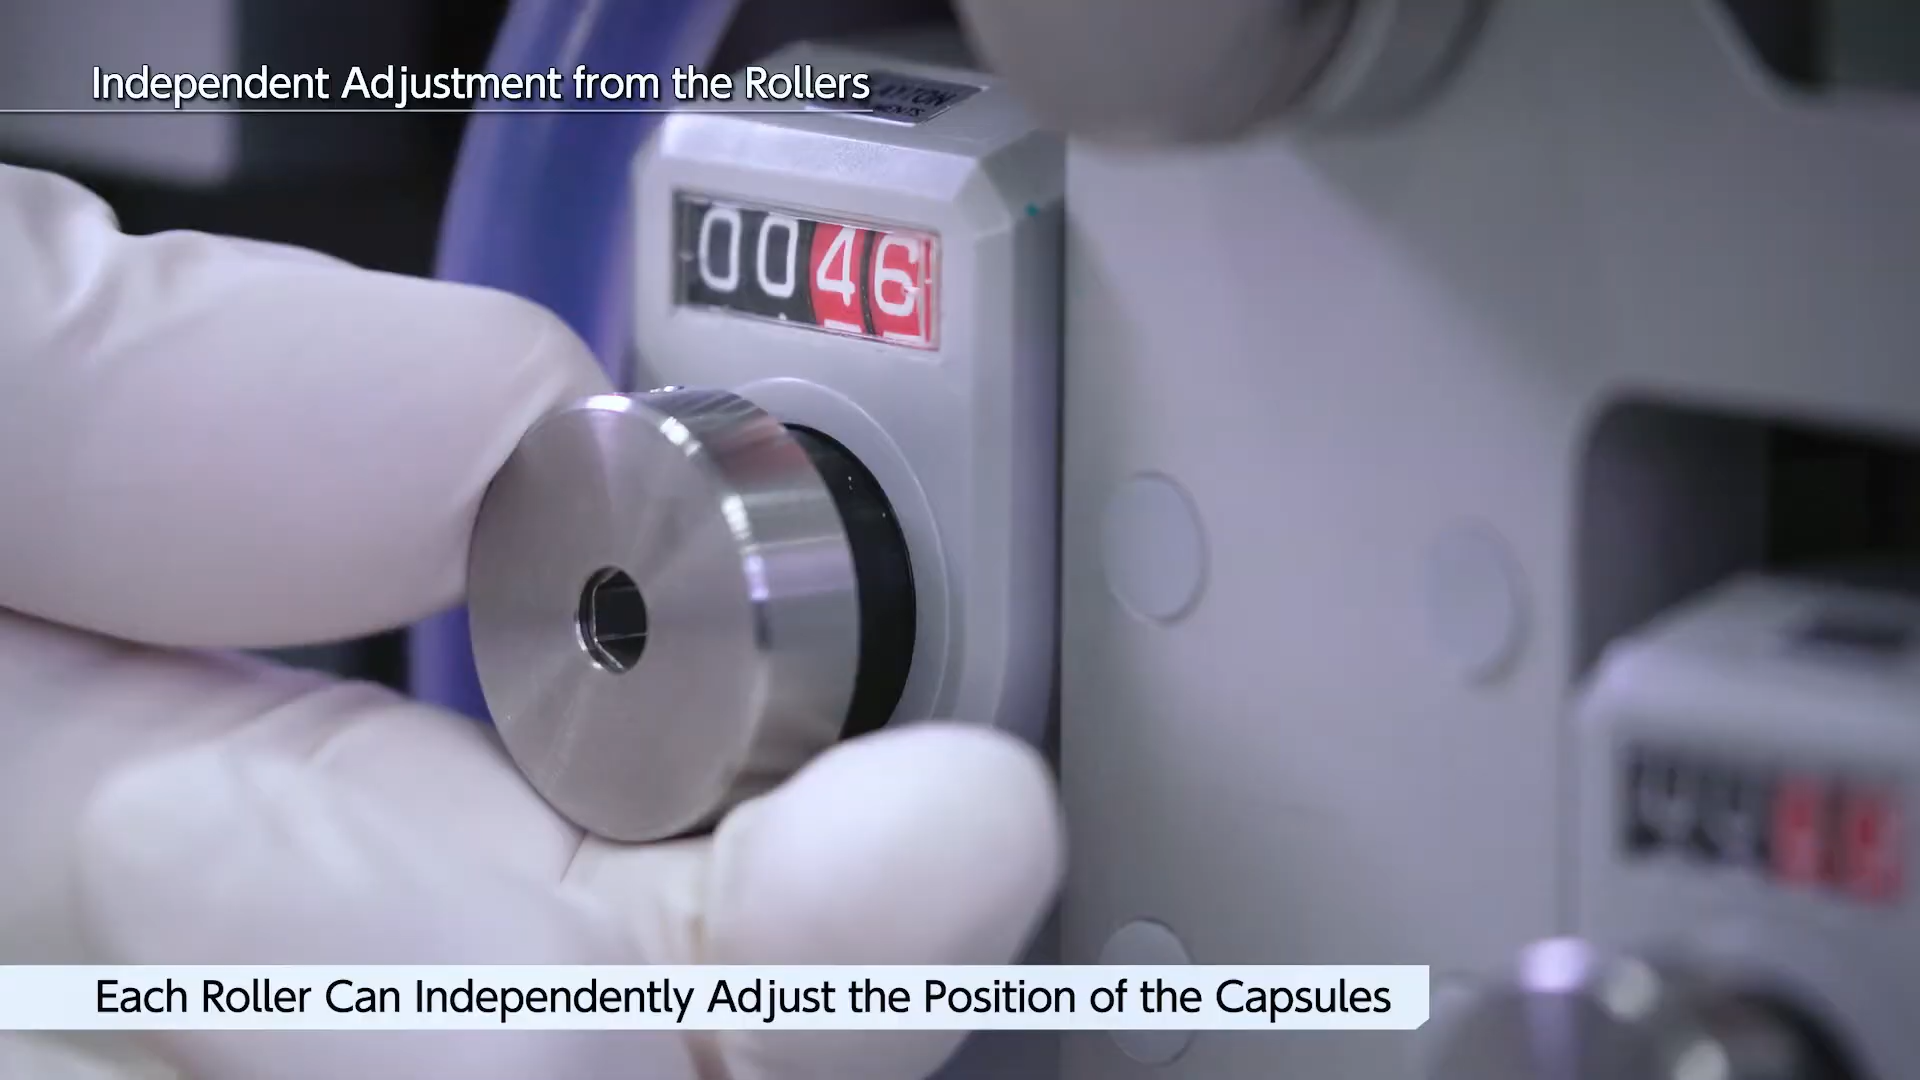 Independent Adjustment from the Rollers
0046
Each Roller Can Independently Adjust the Position of the Capsules